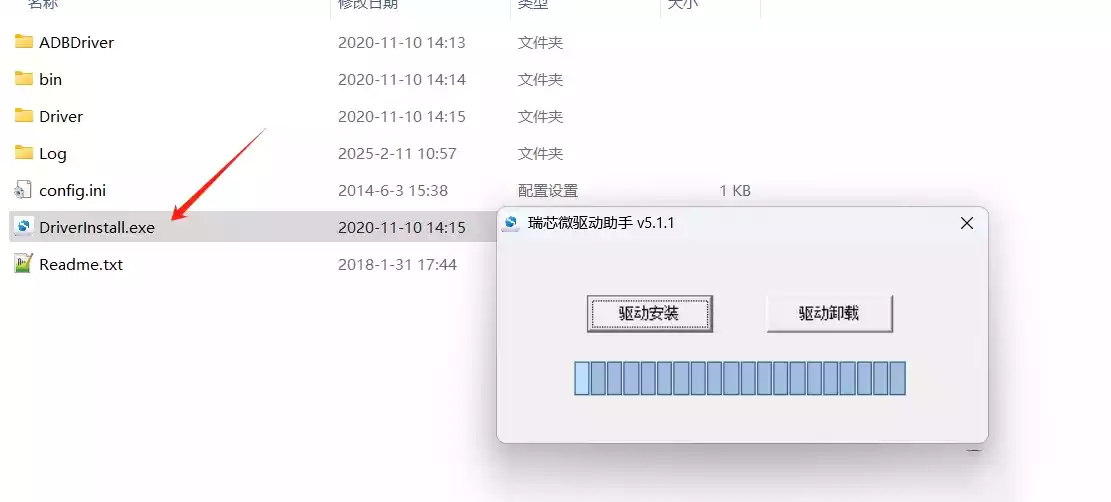 名称 修改日期 类型 大小
ADBDriver 2020-11-10 14:13 文件夹
bin 2020-11-10 14:14 文件夹
Driver 2020-11-10 14:15 文件夹
Log 2025-2-11 10:57 文件夹
config.ini 2014-6-3 15:38 配置设置 1 KB
DriverInstall.exe 2020-11-10 14:15
Readme.txt 2018-1-31 17:44
瑞芯微驱动助手 v5.1.1
驱动安装 驱动卸载